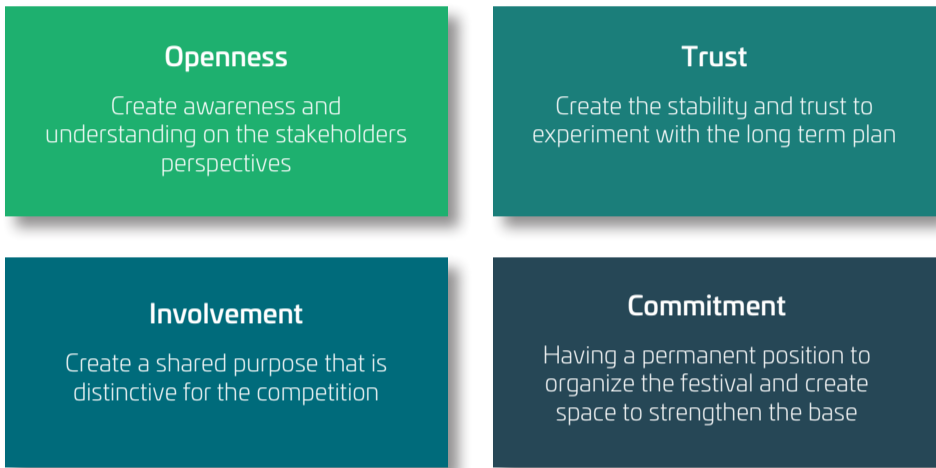 Openness
Create awareness and
understanding on the stakeholders
perspectives
Trust
Create the stability and trust to
experiment with the long term plan
Involvement
Create a shared purpose that is
distinctive for the competition
Commitment
Having a permanent position to
organize the festival and create
space to strengthen the base